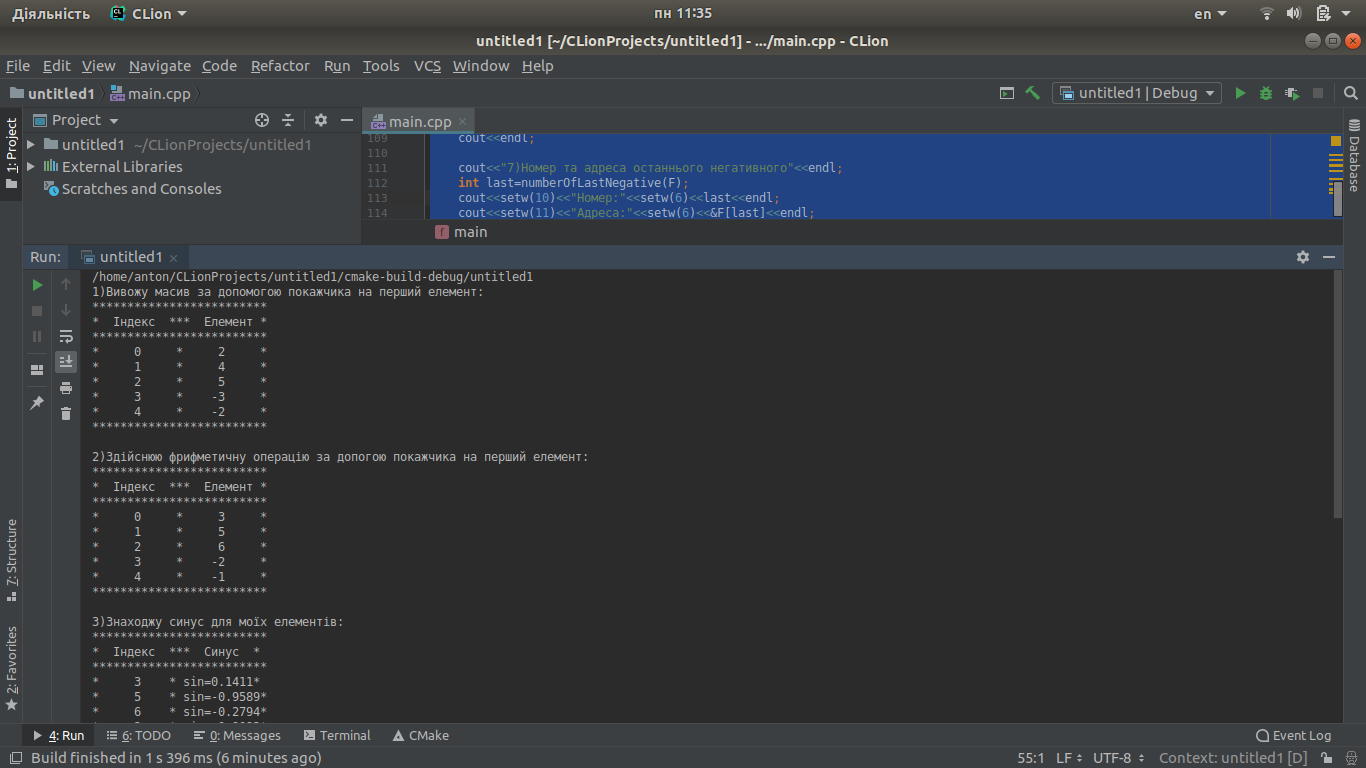 Діяльність CLion пн 11:35 en
untitled1 [~/CLionProjects/untitled1] - .../main.cpp - CLion
File Edit View Navigate Code Refactor Run Tools VCS Window Help
untitled1 main.cpp untitled1 | Debug
1: Project Project main.cpp Database
untitled1 ~/CLionProjects/untitled1
External Libraries
Scratches and Consoles
109 cout<<endl;
110
111 cout<<"7)Номер та адреса останнього негативного"<<endl;
112 int last=numberOfLastNegative(F);
113 cout<<setw(10)<<"Номер:"<<setw(6)<<last<<endl;
114 cout<<setw(11)<<"Адреса:"<<setw(6)<<&F[last]<<endl;
main
Run: untitled1
/home/anton/CLionProjects/untitled1/cmake-build-debug/untitled1
1)Вивожу масив за допомогою покажчика на перший елемент:
*************************
*  Індекс  ***  Елемент *
*************************
*     0     *     2     *
*     1     *     4     *
*     2     *     5     *
*     3     *    -3     *
*     4     *    -2     *
*************************
2)Здійснюю фрифметичну операцію за допогою покажчика на перший елемент:
*************************
*  Індекс  ***  Елемент *
*************************
*     0     *     3     *
*     1     *     5     *
*     2     *     6     *
*     3     *    -2     *
*     4     *    -1     *
*************************
3)Знаходжу синус для моїх елементів:
*************************
*  Індекс  ***  Синус  *
*************************
*     3    * sin=0.1411*
*     5    * sin=-0.9589*
*     6    * sin=-0.2794*
7: Structure
2: Favorites
4: Run 6: TODO 0: Messages Terminal CMake Event Log
Build finished in 1 s 396 ms (6 minutes ago) 55:1 LF UTF-8 Context: untitled1 [D]